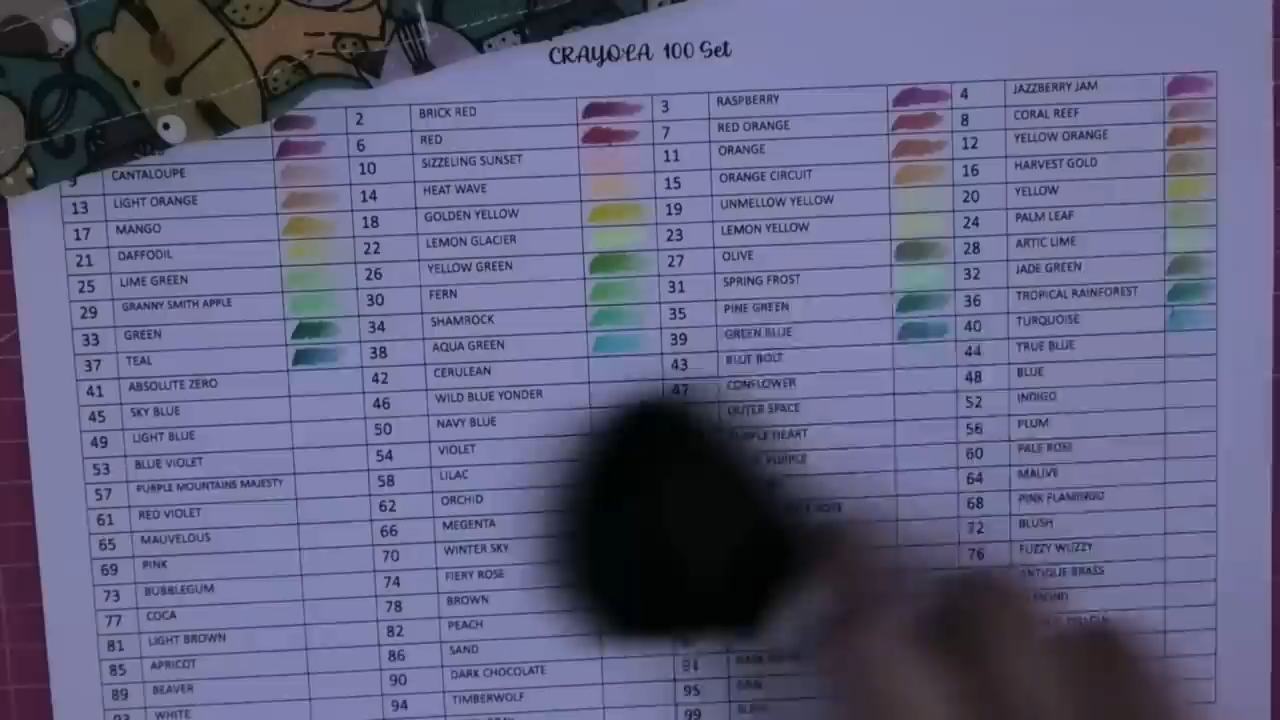 CRAYOLA 100 Set
2 BRICK RED 3 RASPBERRY 4 JAZZBERRY JAM
6 RED 7 RED ORANGE 8 CORAL REEF
9 CANTALOUPE 10 SIZZELING SUNSET 11 ORANGE 12 YELLOW ORANGE
13 LIGHT ORANGE 14 HEAT WAVE 15 ORANGE CIRCUIT 16 HARVEST GOLD
17 MANGO 18 GOLDEN YELLOW 19 UNMELLOW YELLOW 20 YELLOW
21 DAFFODIL 22 LEMON GLACIER 23 LEMON YELLOW 24 PALM LEAF
25 LIME GREEN 26 YELLOW GREEN 27 OLIVE 28 ARTIC LIME
29 GRANNY SMITH APPLE 30 FERN 31 SPRING FROST 32 JADE GREEN
33 GREEN 34 SHAMROCK 35 PINE GREEN 36 TROPICAL RAINFOREST
37 TEAL 38 AQUA GREEN 39 GREEN BLUE 40 TURQUOISE
41 ABSOLUTE ZERO 42 CERULEAN 43 BLUE BOLT 44 TRUE BLUE
45 SKY BLUE 46 WILD BLUE YONDER 47 CONFLOWER 48 BLUE
49 LIGHT BLUE 50 NAVY BLUE OUTER SPACE 52 INDIGO
53 BLUE VIOLET 54 VIOLET HEART 56 PLUM
57 PURPLE MOUNTAINS MAJESTY 58 LILAC PURPLE 60 PALE ROSE
61 RED VIOLET 62 ORCHID 64 MAUVE
65 MAUVELOUS 66 MEGENTA 68 PINK FLAMINGO
69 PINK 70 WINTER SKY 72 BLUSH
73 BUBBLEGUM 74 FIERY ROSE 76 FUZZY WUZZY
77 COCA 78 BROWN ANTIQUE BRASS
81 LIGHT BROWN 82 PEACH
85 APRICOT 86 SAND
89 BEAVER 90 DARK CHOCOLATE 91
93 WHITE 94 TIMBERWOLF 95
99